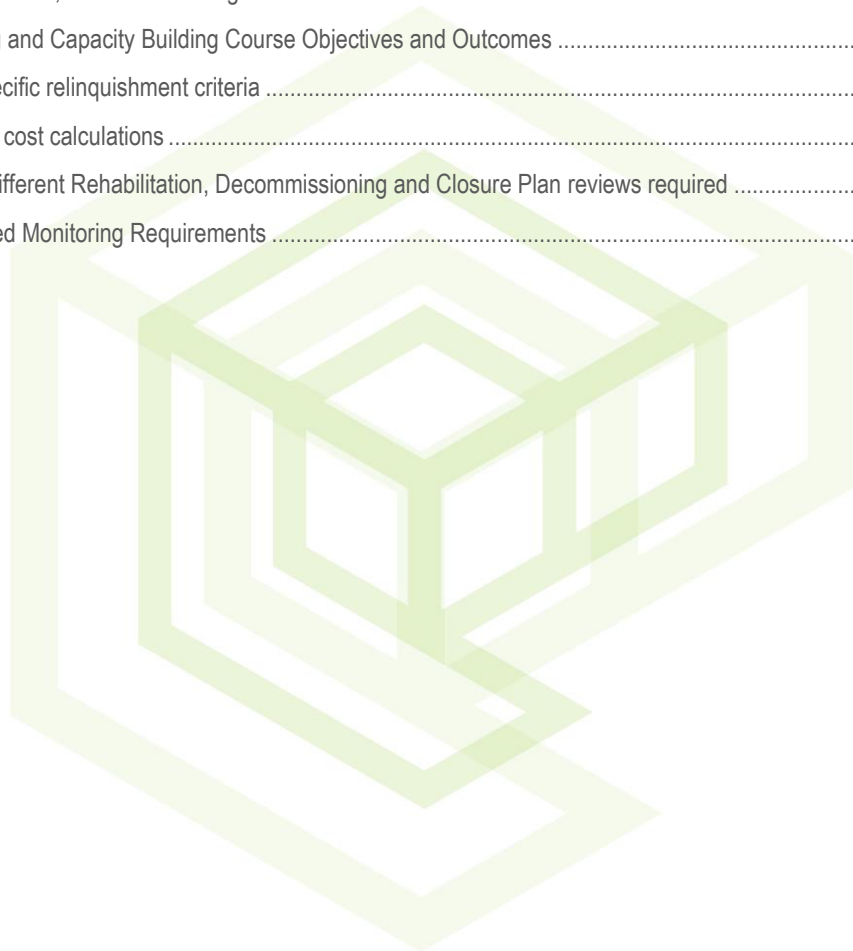 g and Capacity Building Course Objectives and Outcomes ....................................................
ecific relinquishment criteria ....................................................
cost calculations ....................................................
ifferent Rehabilitation, Decommissioning and Closure Plan reviews required ....................................................
ed Monitoring Requirements ....................................................